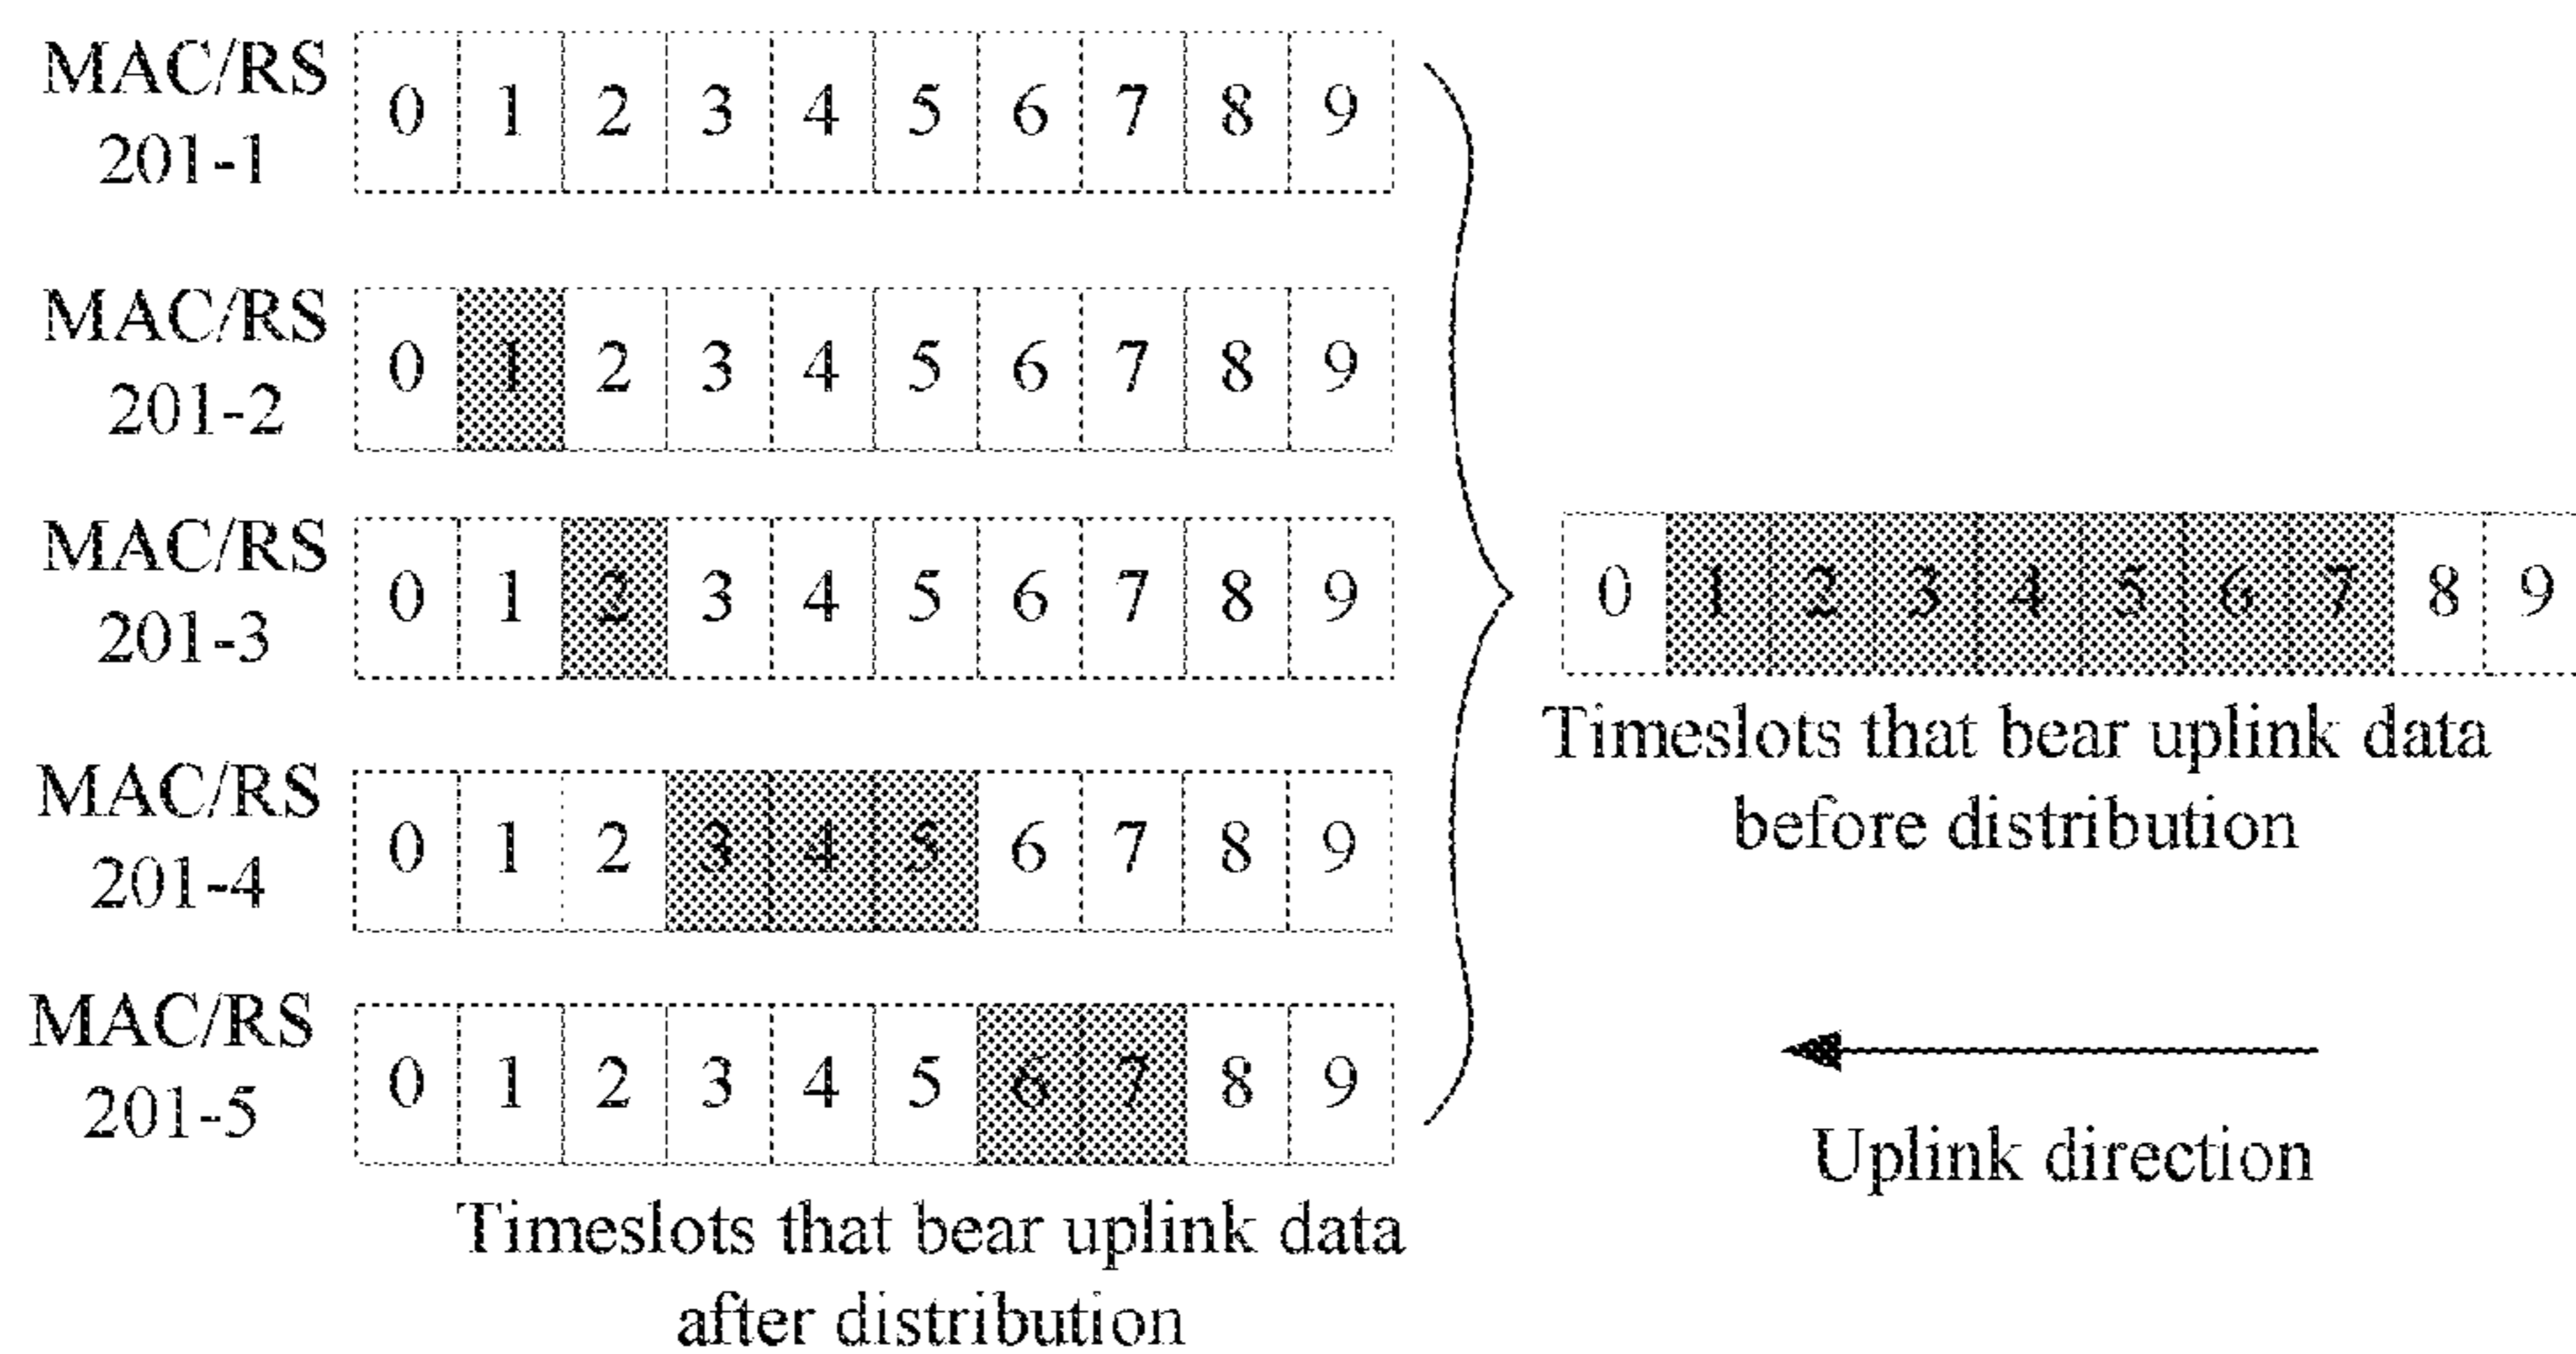 MAC/RS
201-1
0 1 2 3 4 5 6 7 8 9
MAC/RS
201-2
0 1 2 3 4 5 6 7 8 9
MAC/RS
201-3
0 1 2 3 4 5 6 7 8 9
MAC/RS
201-4
0 1 2 3 4 5 6 7 8 9
MAC/RS
201-5
0 1 2 3 4 5 6 7 8 9
Timeslots that bear uplink data
after distribution
0 1 2 3 4 5 6 7 8 9
Timeslots that bear uplink data
before distribution
Uplink direction